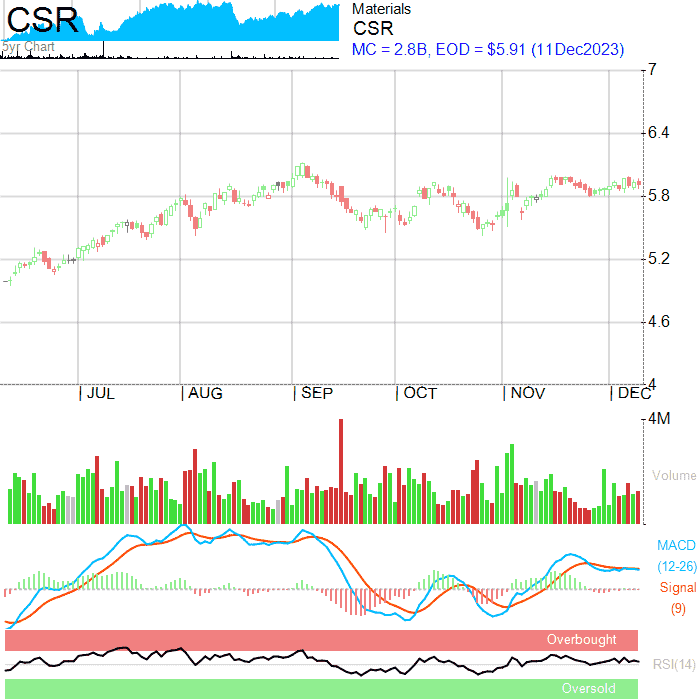 CSR
5yr Chart
Materials
CSR
MC = 2.8B, EOD = $5.91 (11Dec2023)
7
6.4
5.8
5.2
4.6
4
JUL AUG SEP OCT NOV DEC
4M
Volume
MACD
(12-26)
Signal
(9)
Overbought
RSI(14)
Oversold